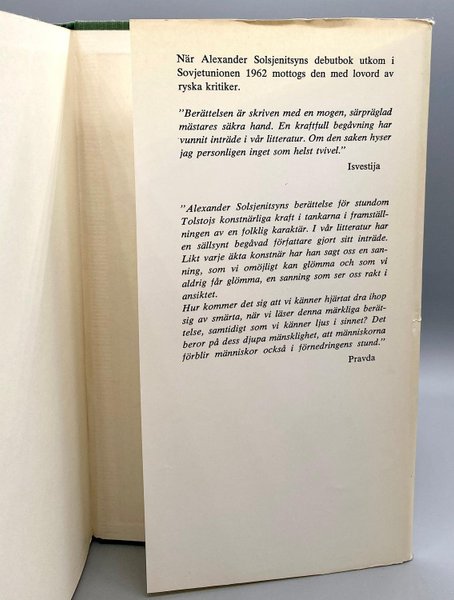 När Alexander Solsjenitsyns debutbok utkom i
Sovjetunionen 1962 mottogs den med lovord av
ryska kritiker.
"Berättelsen är skriven med en mogen, särpräglad
mästares säkra hand. En kraftfull begåvning har
vunnit inträde i vår litteratur. Om den saken hyser
jag personligen inget som helst tvivel."
Isvestija
"Alexander Solsjenitsyns berättelse för stundom
Tolstojs konstnärliga kraft i tankarna i framställ-
ningen av en folklig karaktär. I vår litteratur har
en sällsynt begåvad författare gjort sitt inträde.
Likt varje äkta konstnär har han sagt oss en san-
ning, som vi omöjligt kan glömma och som vi
aldrig får glömma, en sanning som ser oss rakt i
ansiktet.
Hur kommer det sig att vi känner hjärtat dra ihop
sig av smärta, när vi läser denna märkliga berät-
telse, samtidigt som vi känner ljus i sinnet? Det
beror på dess djupa mänsklighet, att människorna
förblir människor också i förnedringens stund."
Pravda